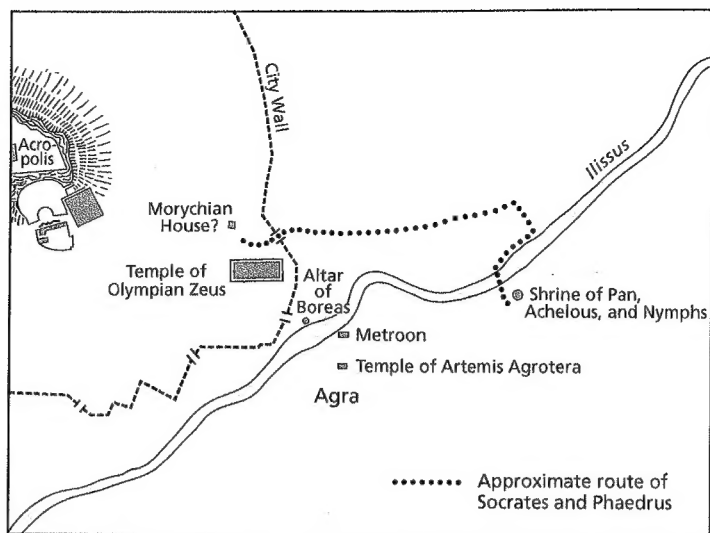 City Wall
Acro-
polis
Ilissus
Morychian
House?
Temple of
Olympian Zeus
Altar
of
Boreas
Shrine of Pan,
Achelous, and Nymphs
Metroon
Temple of Artemis Agrotera
Agra
Approximate route of
Socrates and Phaedrus